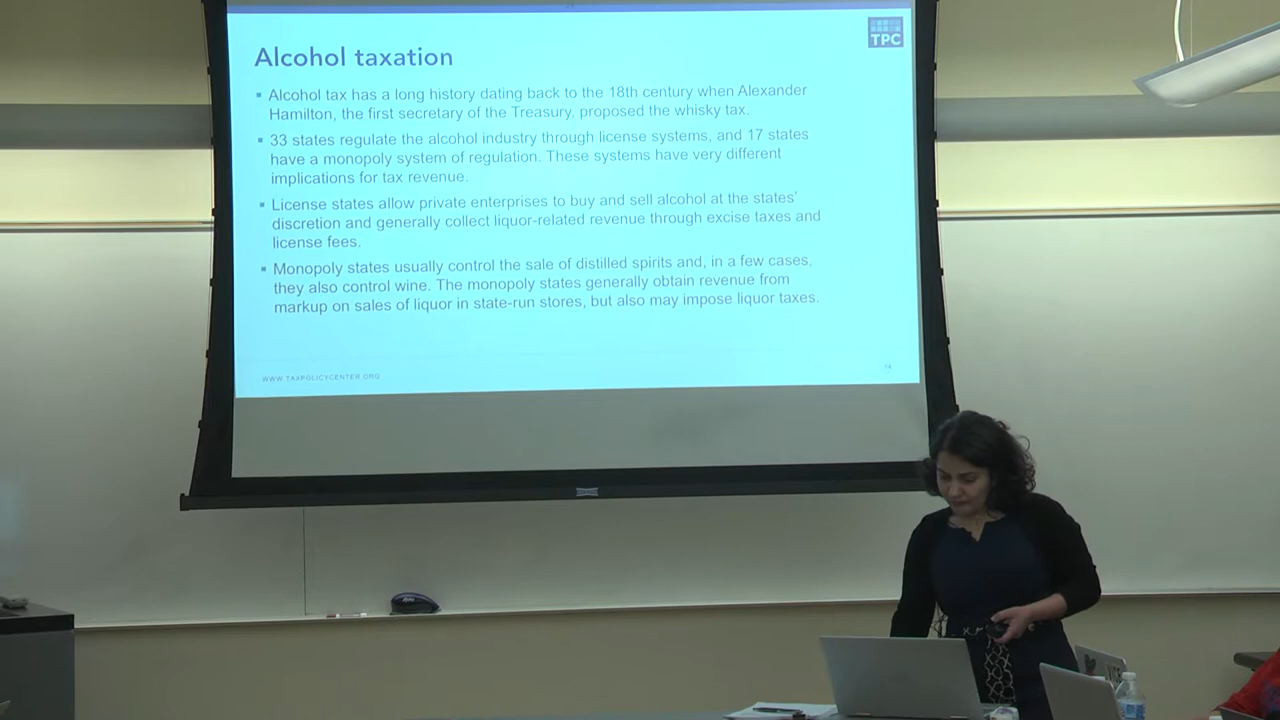 TPC
Alcohol taxation
▪ Alcohol tax has a long history dating back to the 18th century when Alexander
Hamilton, the first secretary of the Treasury, proposed the whisky tax.
▪ 33 states regulate the alcohol industry through license systems, and 17 states
have a monopoly system of regulation. These systems have very different
implications for tax revenue.
▪ License states allow private enterprises to buy and sell alcohol at the states'
discretion and generally collect liquor-related revenue through excise taxes and
license fees.
▪ Monopoly states usually control the sale of distilled spirits and, in a few cases,
they also control wine. The monopoly states generally obtain revenue from
markup on sales of liquor in state-run stores, but also may impose liquor taxes.
WWW.TAXPOLICYCENTER.ORG
14